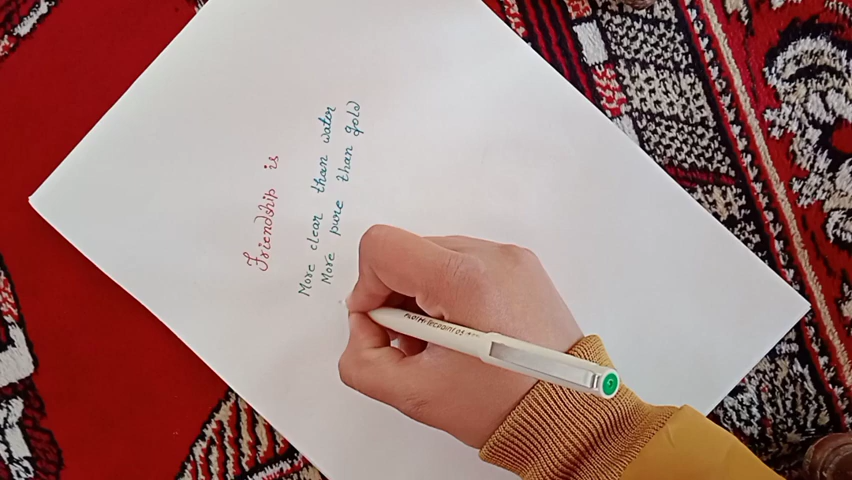 Friendship is
More clear than water
More pure than gold